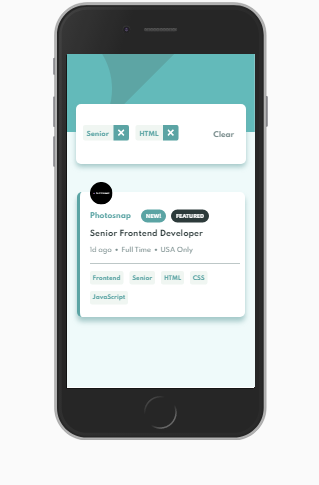 Senior HTML Clear
Photosnap NEW! FEATURED
Senior Frontend Developer
1d ago • Full Time • USA Only
Frontend Senior HTML CSS
JavaScript